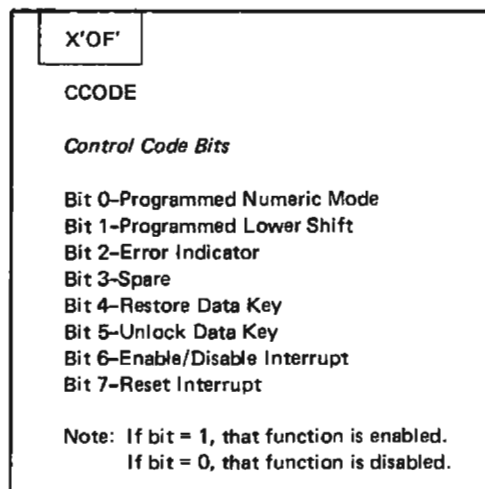 X'0F'
CCODE
Control Code Bits
Bit 0–Programmed Numeric Mode
Bit 1–Programmed Lower Shift
Bit 2–Error Indicator
Bit 3–Spare
Bit 4–Restore Data Key
Bit 5–Unlock Data Key
Bit 6–Enable/Disable Interrupt
Bit 7–Reset Interrupt
Note: If bit = 1, that function is enabled.
If bit = 0, that function is disabled.